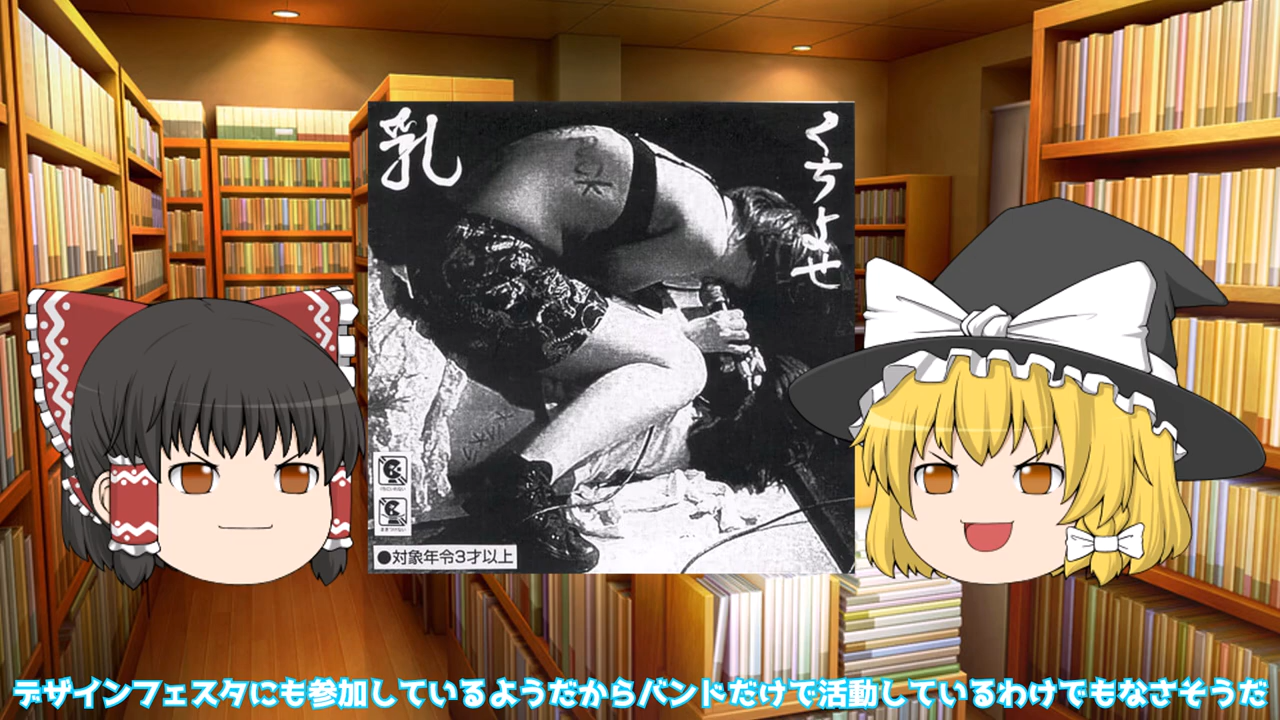 乳
くちよせ
●対象年令3才以上
デザインフェスタにも参加しているようだからバンドだけで活動しているわけでもなさそうだ